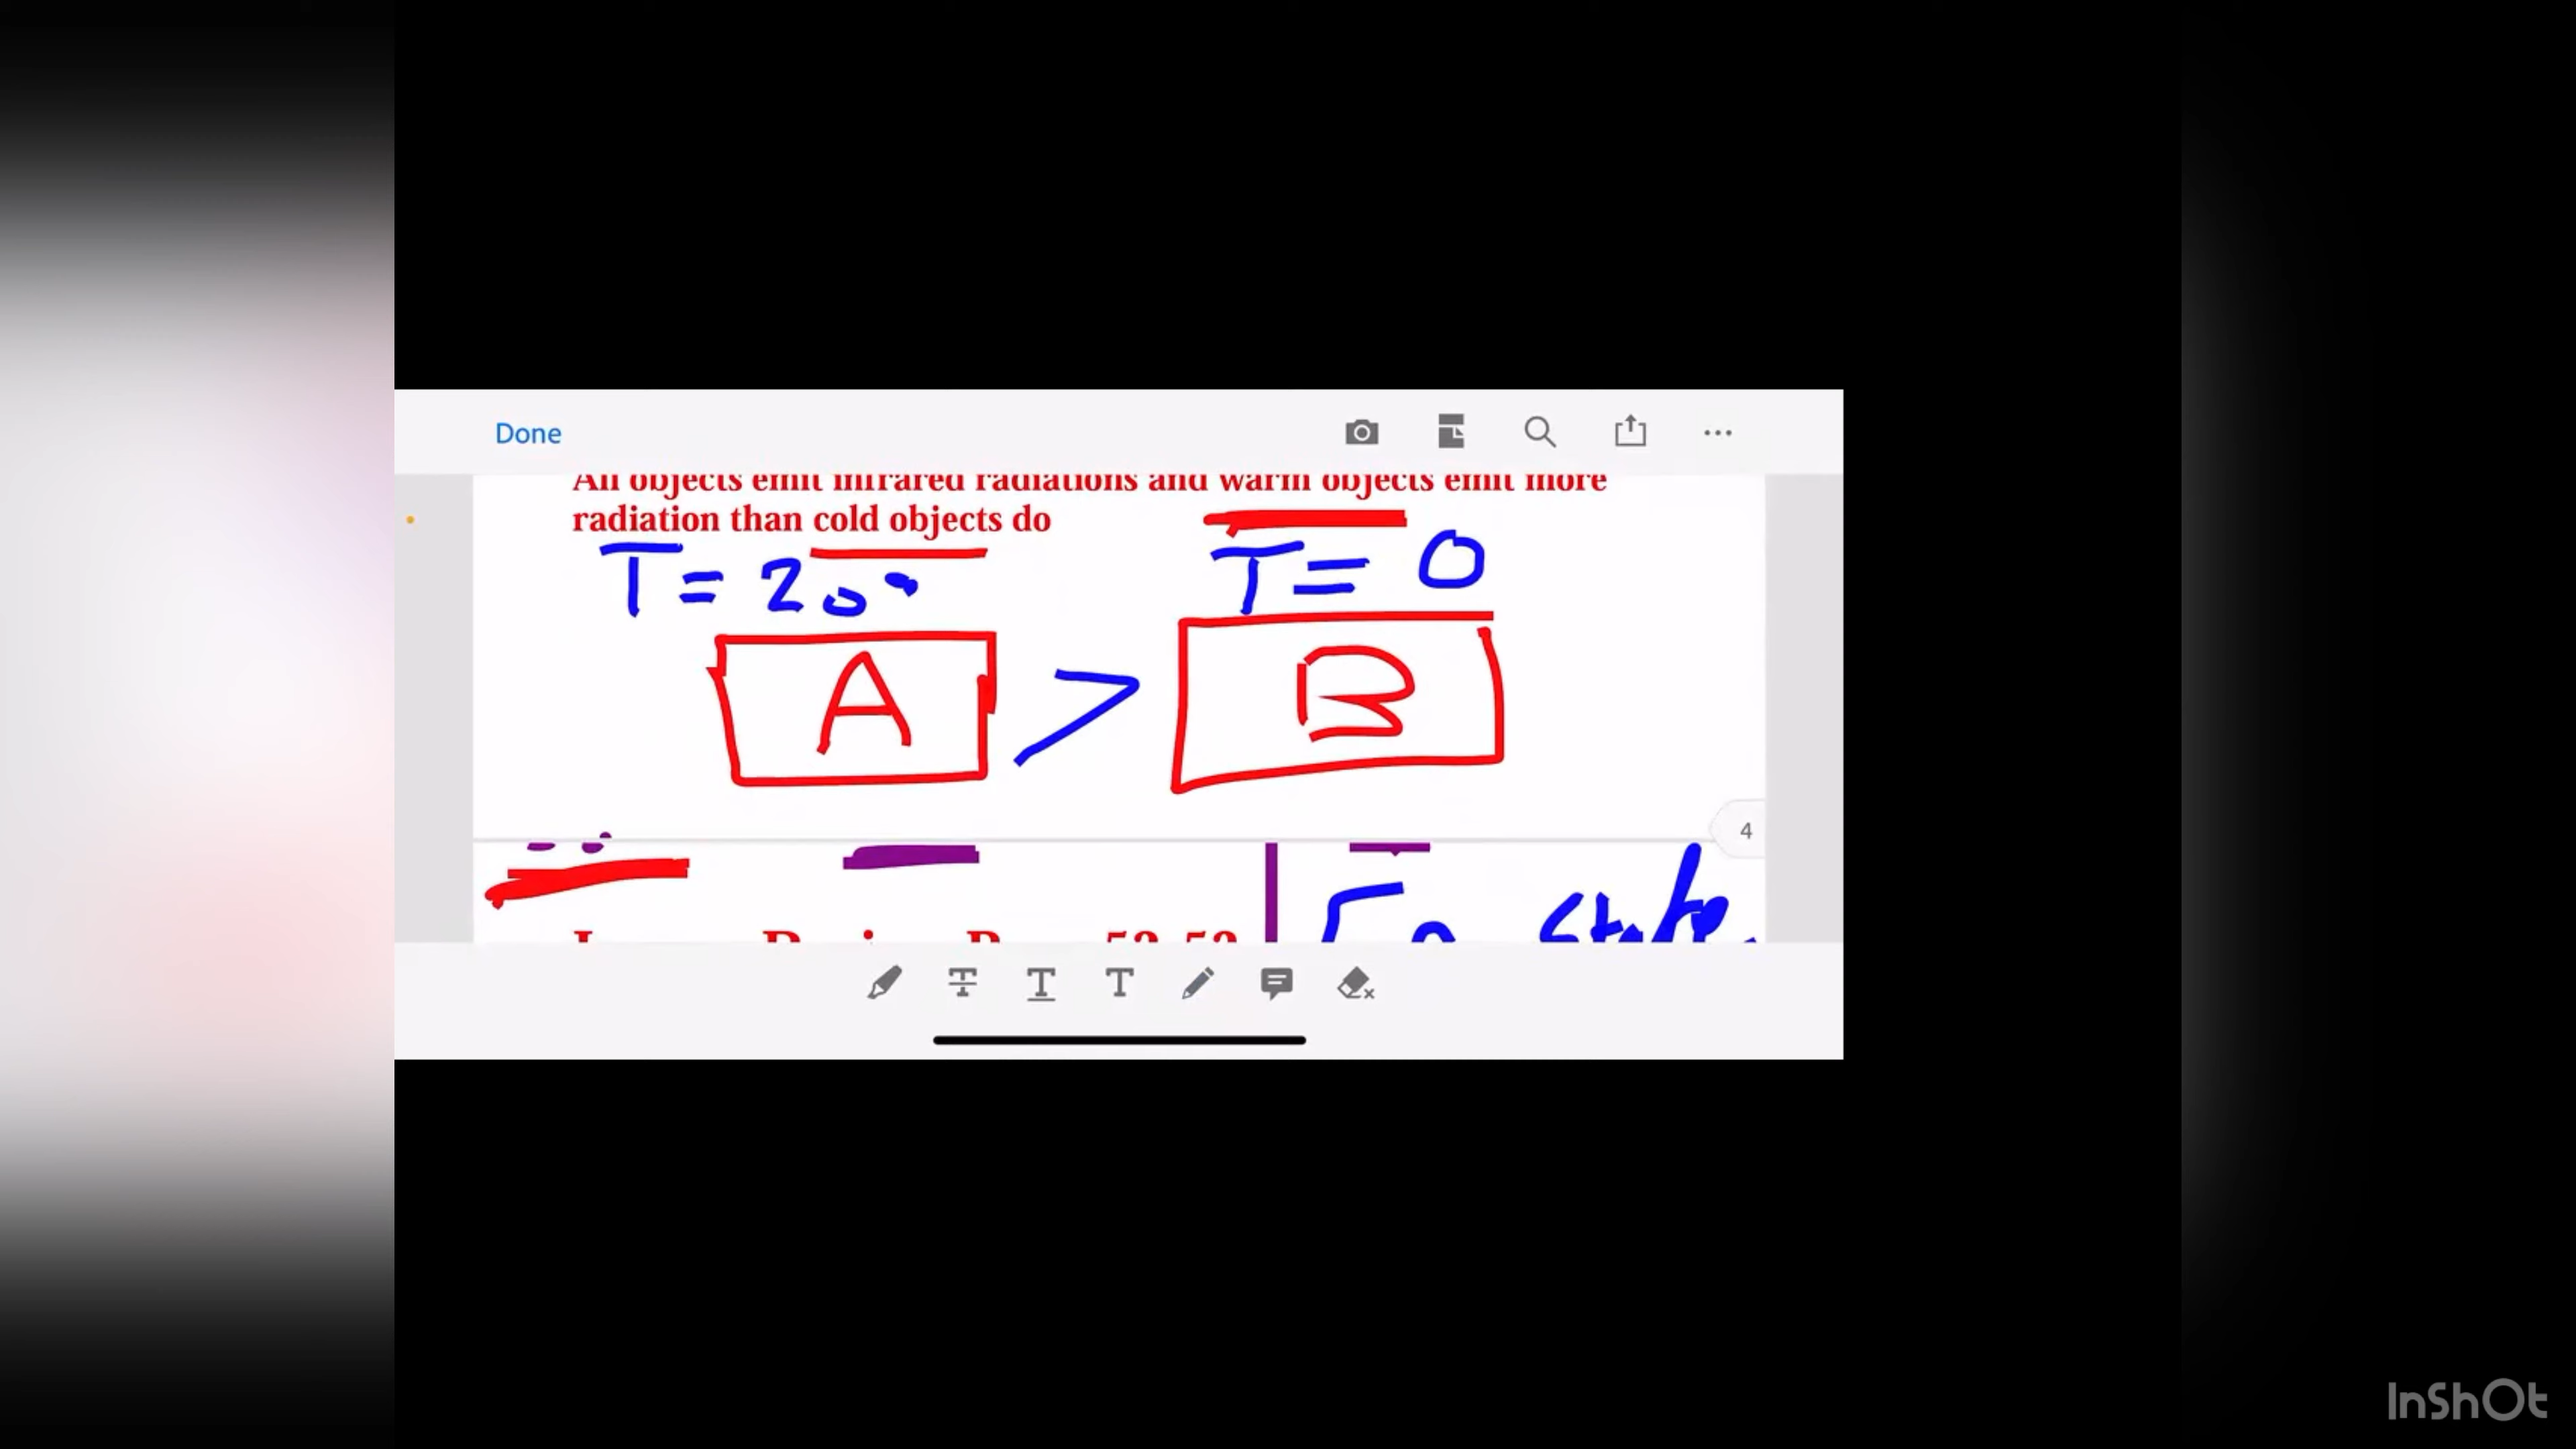 Done
All objects emit infrared radiations and warm objects emit more
radiation than cold objects do
T = 20° T = 0
A > B
4
InShOt